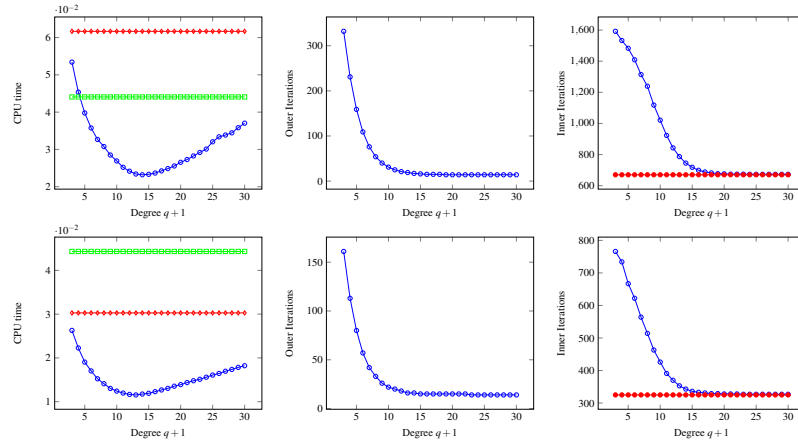 ·10⁻²
6
5
4
3
2
5 10 15 20 25 30
CPU time
Degree q + 1
300
200
100
0
5 10 15 20 25 30
Outer Iterations
Degree q + 1
1,600
1,400
1,200
1,000
800
600
5 10 15 20 25 30
Inner Iterations
Degree q + 1
·10⁻²
4
3
2
1
5 10 15 20 25 30
CPU time
Degree q + 1
150
100
50
0
5 10 15 20 25 30
Outer Iterations
Degree q + 1
800
700
600
500
400
300
5 10 15 20 25 30
Inner Iterations
Degree q + 1